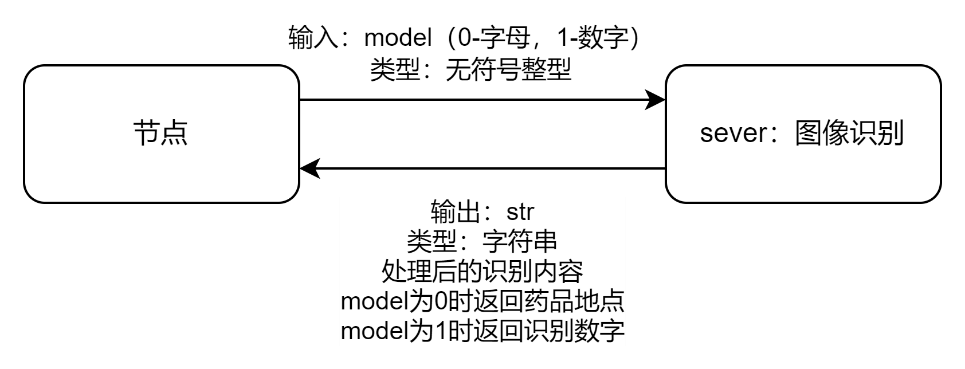 输入：model（0-字母，1-数字）
类型：无符号整型
节点
sever：图像识别
输出：str
类型：字符串
处理后的识别内容
model为0时返回药品地点
model为1时返回识别数字